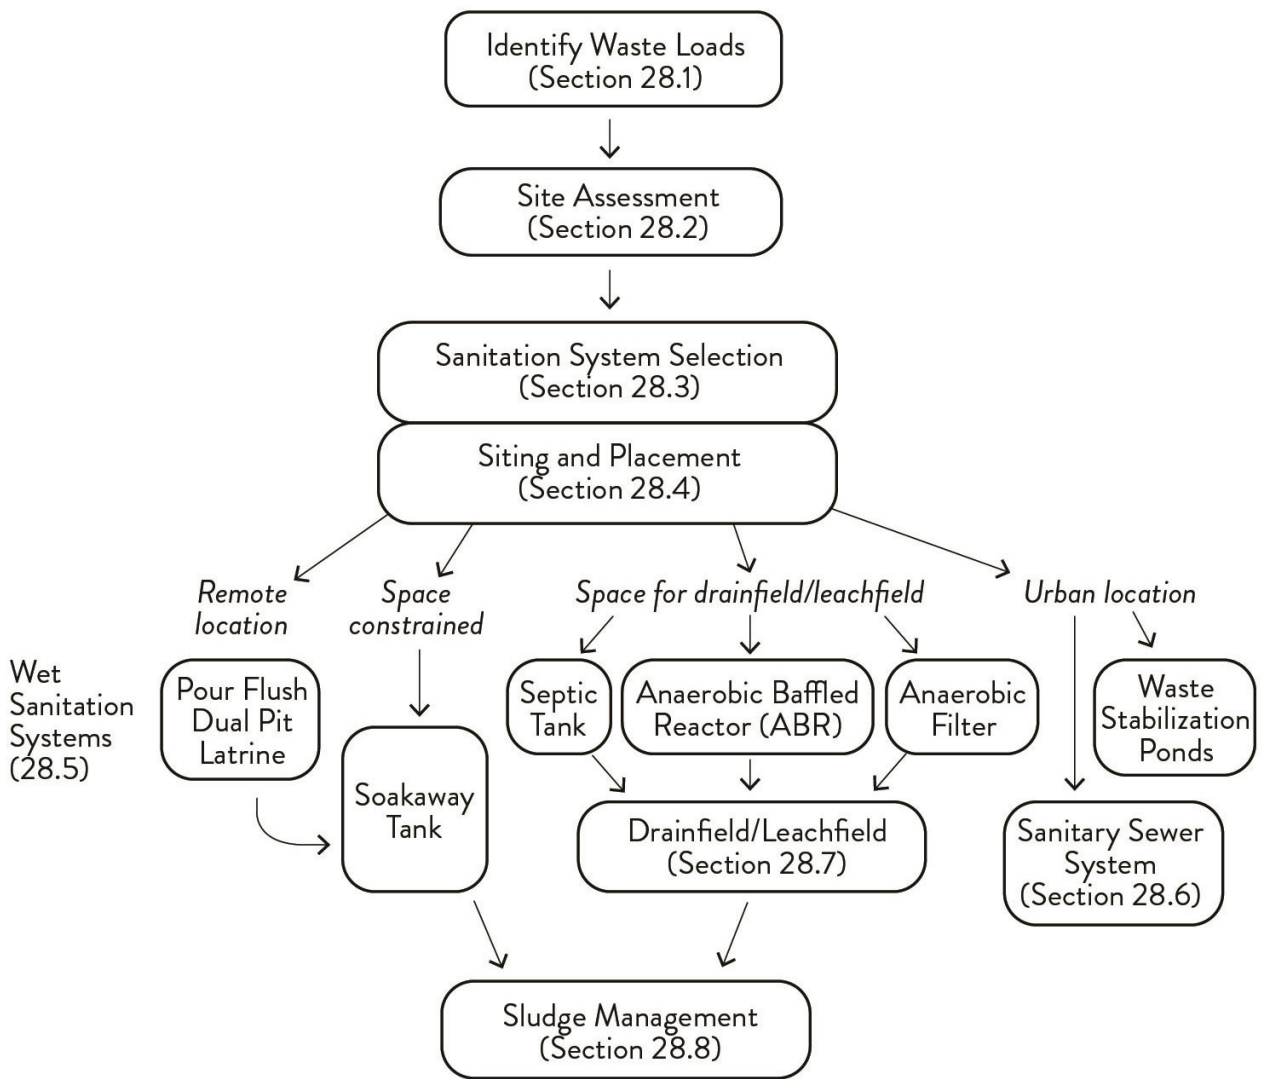 Identify Waste Loads
(Section 28.1)
Site Assessment
(Section 28.2)
Sanitation System Selection
(Section 28.3)
Siting and Placement
(Section 28.4)
Remote
location
Space
constrained
Space for drainfield/leachfield
Urban location
Wet
Sanitation
Systems
(28.5)
Pour Flush
Dual Pit
Latrine
Soakaway
Tank
Septic
Tank
Anaerobic Baffled
Reactor (ABR)
Anaerobic
Filter
Waste
Stabilization
Ponds
Drainfield/Leachfield
(Section 28.7)
Sanitary Sewer
System
(Section 28.6)
Sludge Management
(Section 28.8)